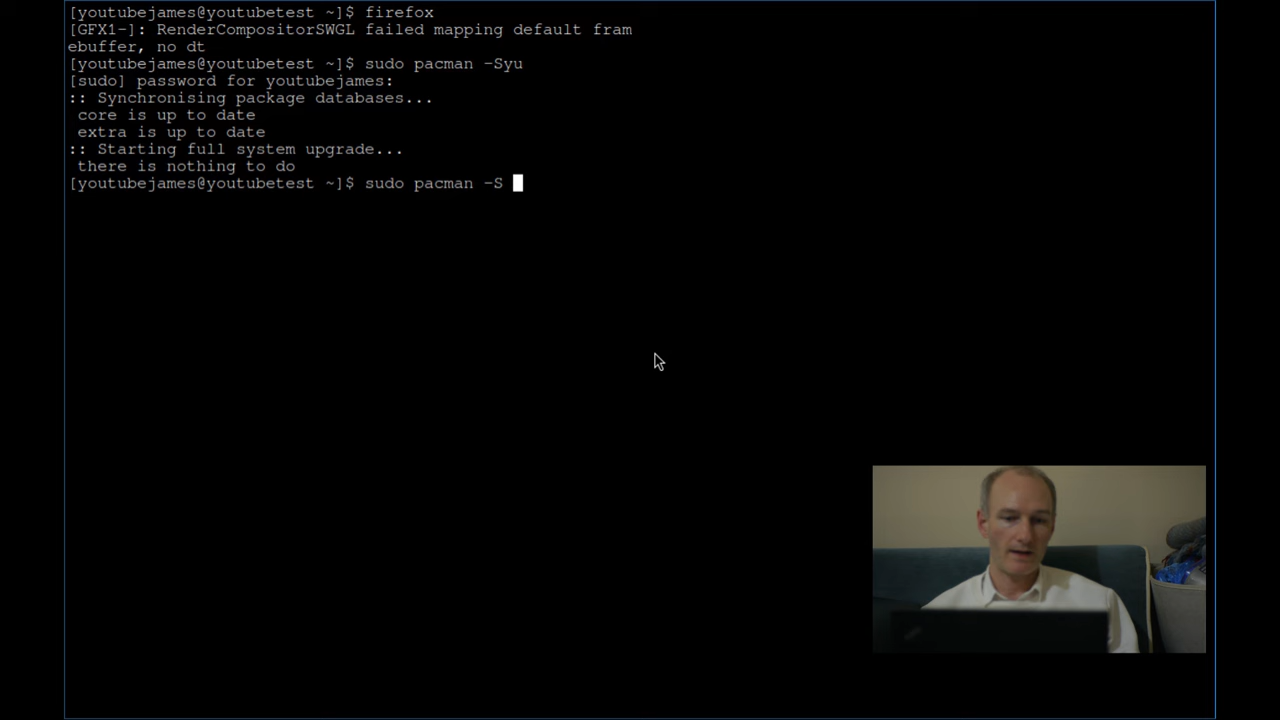 [youtubejames@youtubetest ~]$ firefox
[GFX1-]: RenderCompositorSWGL failed mapping default fram
ebuffer, no dt
[youtubejames@youtubetest ~]$ sudo pacman -Syu
[sudo] password for youtubejames:
:: Synchronising package databases...
 core is up to date
 extra is up to date
:: Starting full system upgrade...
 there is nothing to do
[youtubejames@youtubetest ~]$ sudo pacman -S